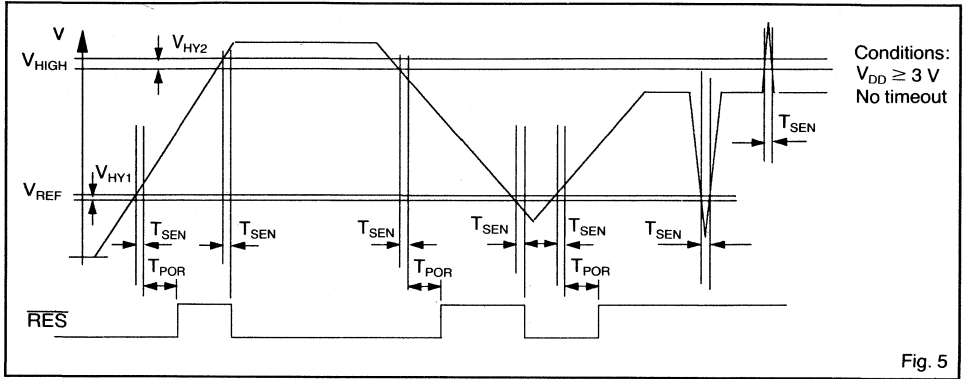 V
V_HY2
V_HIGH
Conditions:
V_DD ≥ 3 V
No timeout
T_SEN
V_HY1
V_REF
T_SEN
T_SEN
T_SEN
T_SEN
T_SEN
T_SEN
T_POR
T_POR
T_POR
RES
Fig. 5